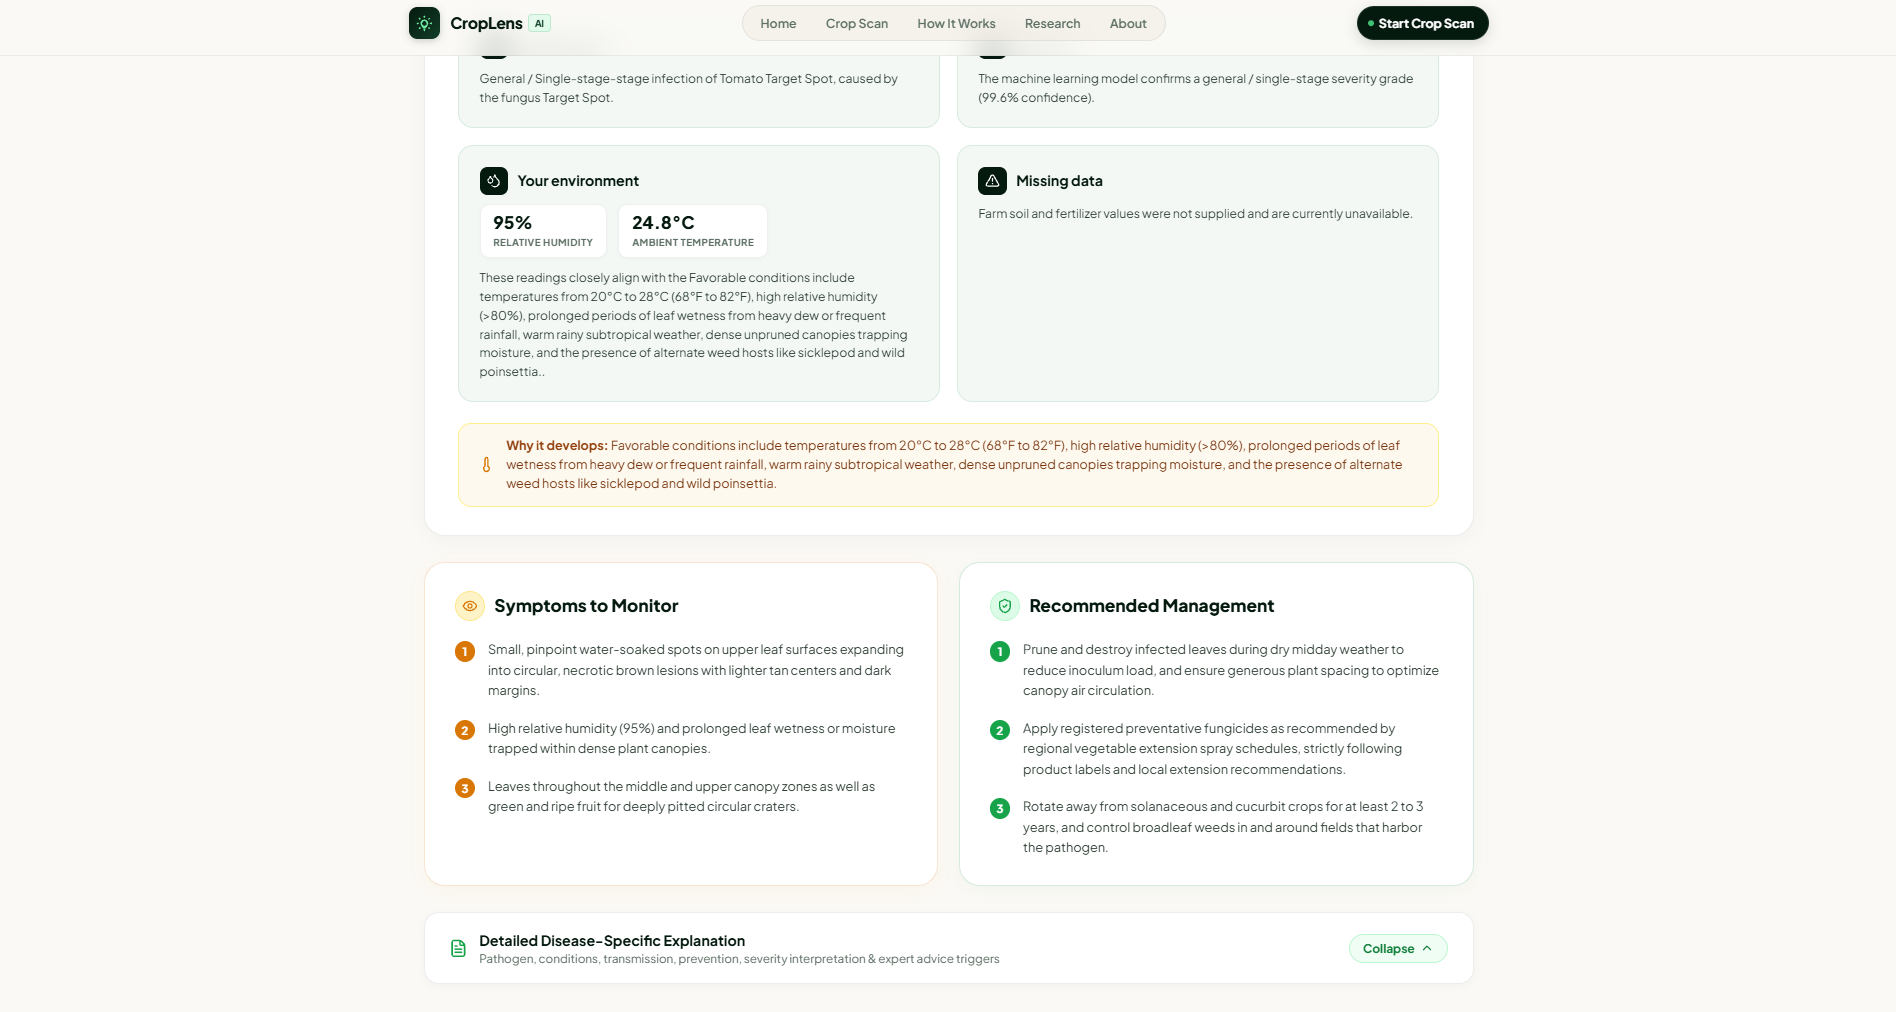 CropLens AI
Home
Crop Scan
How It Works
Research
About
Start Crop Scan
General / Single-stage-stage infection of Tomato Target Spot, caused by
the fungus Target Spot.
The machine learning model confirms a general / single-stage severity grade
(99.6% confidence).
Your environment
95%
RELATIVE HUMIDITY
24.8°C
AMBIENT TEMPERATURE
These readings closely align with the Favorable conditions include
temperatures from 20°C to 28°C (68°F to 82°F), high relative humidity
(>80%), prolonged periods of leaf wetness from heavy dew or frequent
rainfall, warm rainy subtropical weather, dense unpruned canopies trapping
moisture, and the presence of alternate weed hosts like sicklepod and wild
poinsettia..
Missing data
Farm soil and fertilizer values were not supplied and are currently unavailable.
Why it develops: Favorable conditions include temperatures from 20°C to 28°C (68°F to 82°F), high relative humidity (>80%), prolonged periods of leaf
wetness from heavy dew or frequent rainfall, warm rainy subtropical weather, dense unpruned canopies trapping moisture, and the presence of alternate
weed hosts like sicklepod and wild poinsettia.
Symptoms to Monitor
1 Small, pinpoint water-soaked spots on upper leaf surfaces expanding
into circular, necrotic brown lesions with lighter tan centers and dark
margins.
2 High relative humidity (95%) and prolonged leaf wetness or moisture
trapped within dense plant canopies.
3 Leaves throughout the middle and upper canopy zones as well as
green and ripe fruit for deeply pitted circular craters.
Recommended Management
1 Prune and destroy infected leaves during dry midday weather to
reduce inoculum load, and ensure generous plant spacing to optimize
canopy air circulation.
2 Apply registered preventative fungicides as recommended by
regional vegetable extension spray schedules, strictly following
product labels and local extension recommendations.
3 Rotate away from solanaceous and cucurbit crops for at least 2 to 3
years, and control broadleaf weeds in and around fields that harbor
the pathogen.
Detailed Disease-Specific Explanation
Pathogen, conditions, transmission, prevention, severity interpretation & expert advice triggers
Collapse